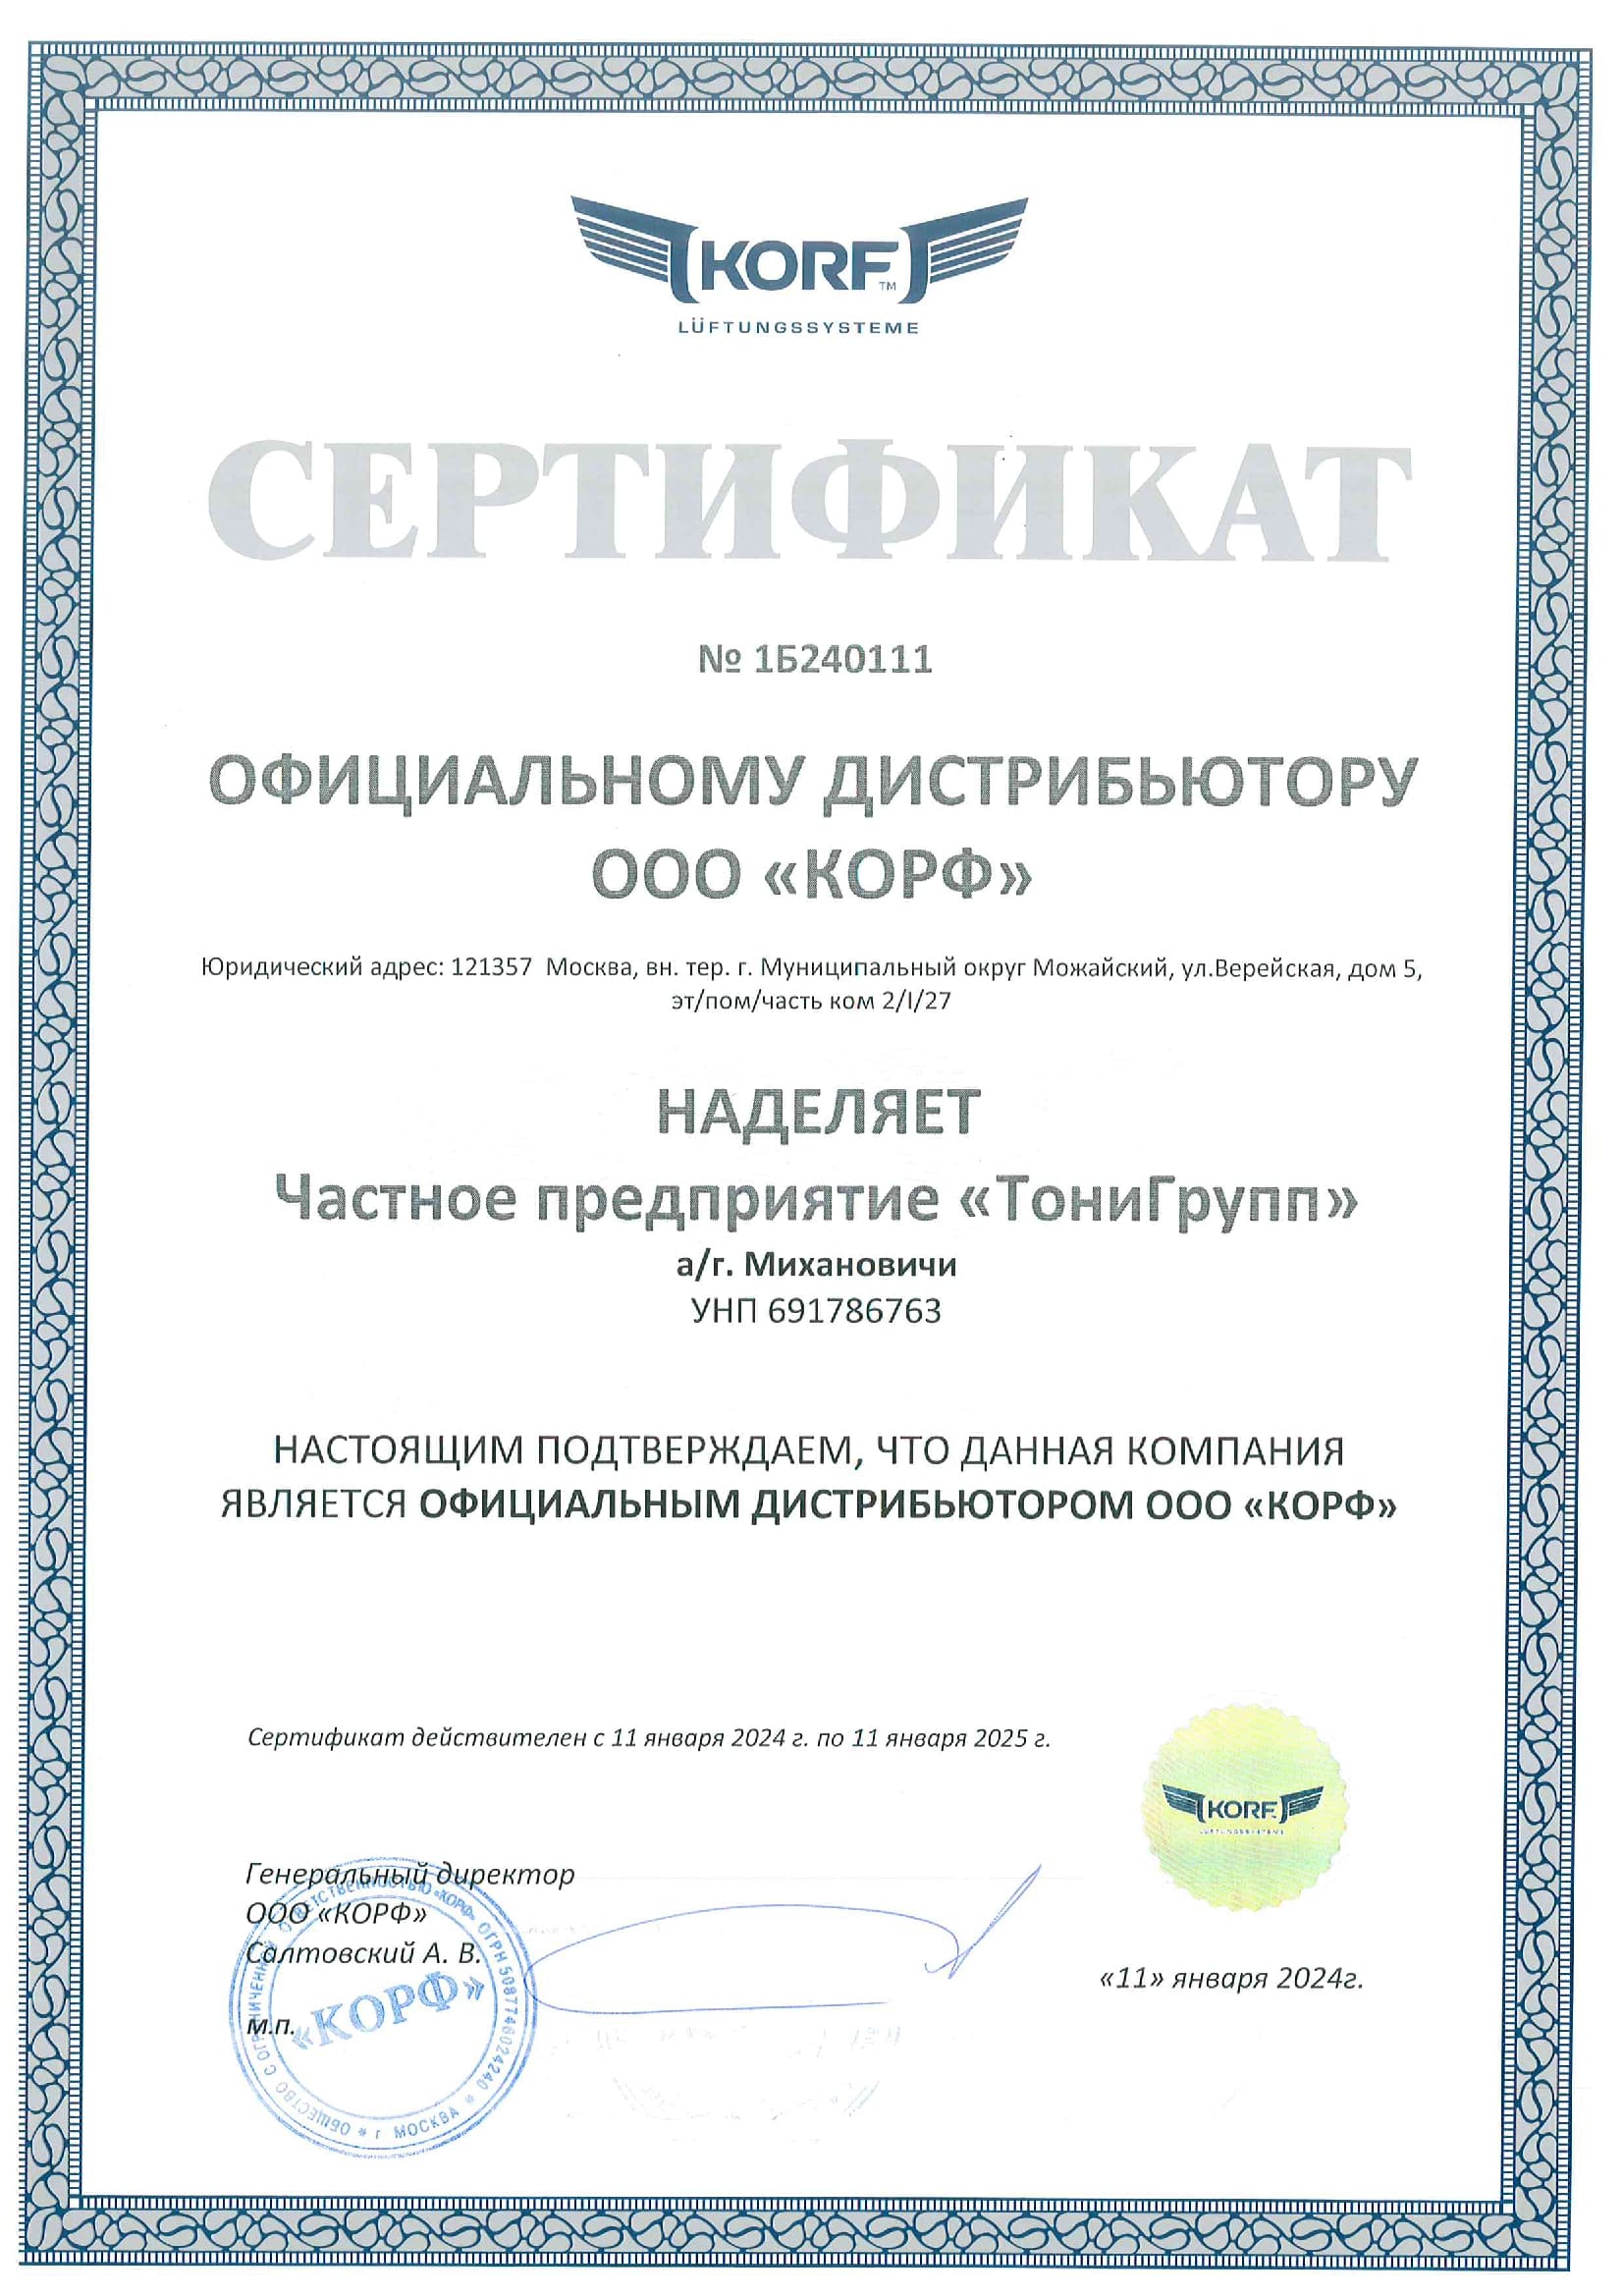 KORF
TM
LÜFTUNGSSYSTEME
СЕРТИФИКАТ
№ 1Б240111
ОФИЦИАЛЬНОМУ ДИСТРИБЬЮТОРУ
ООО «КОРФ»
Юридический адрес: 121357 Москва, вн. тер. г. Муниципальный округ Можайский, ул.Верейская, дом 5,
эт/пом/часть ком 2/I/27
НАДЕЛЯЕТ
Частное предприятие «ТониГрупп»
а/г. Михановичи
УНП 691786763
НАСТОЯЩИМ ПОДТВЕРЖДАЕМ, ЧТО ДАННАЯ КОМПАНИЯ
ЯВЛЯЕТСЯ ОФИЦИАЛЬНЫМ ДИСТРИБЬЮТОРОМ ООО «КОРФ»
Сертификат действителен с 11 января 2024 г. по 11 января 2025 г.
KORF
LÜFTUNGSSYSTEME
Генеральный директор
ООО «КОРФ»
Салтовский А. В.
м.п.
«11» января 2024г.
ОБЩЕСТВО С ОГРАНИЧЕННОЙ ОТВЕТСТВЕННОСТЬЮ «КОРФ» ОГРН 5087746024240 * г МОСКВА *
«КОРФ»